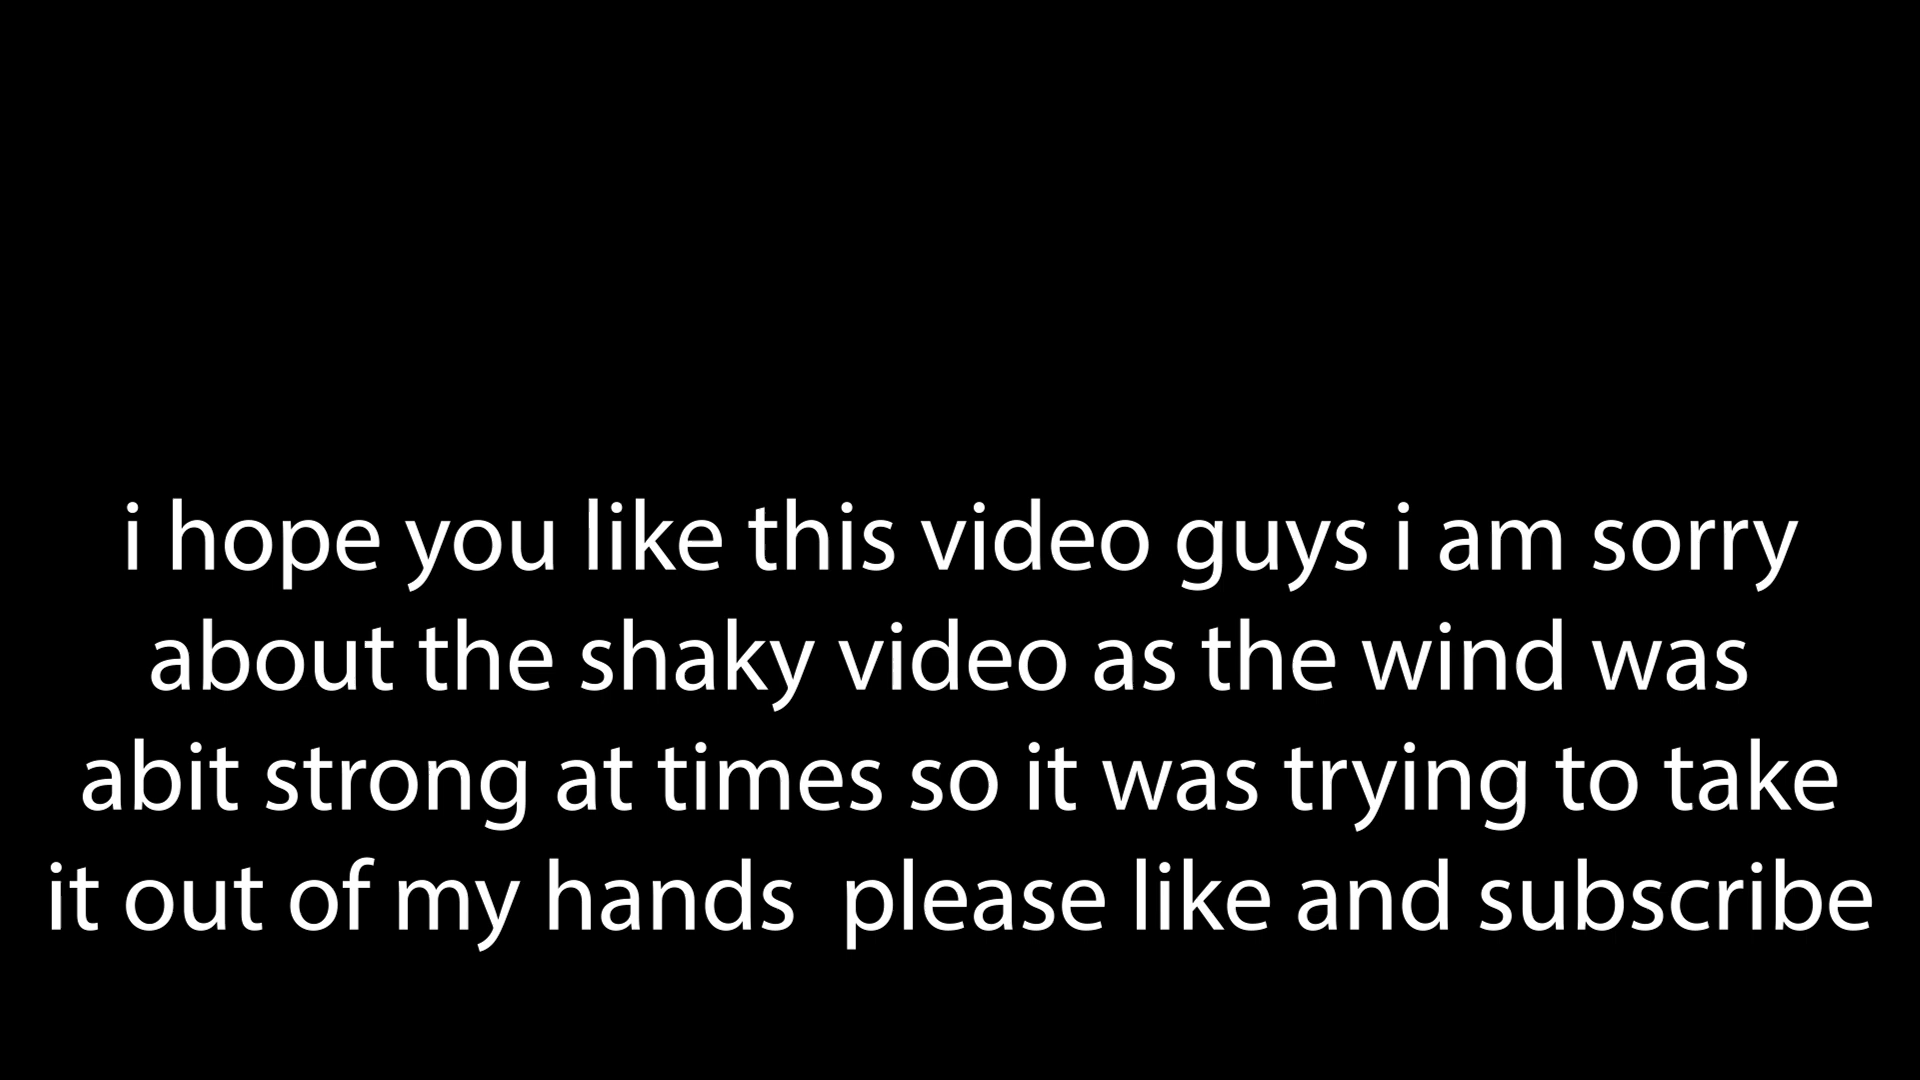 i hope you like this video guys i am sorry
about the shaky video as the wind was
abit strong at times so it was trying to take
it out of my hands  please like and subscribe